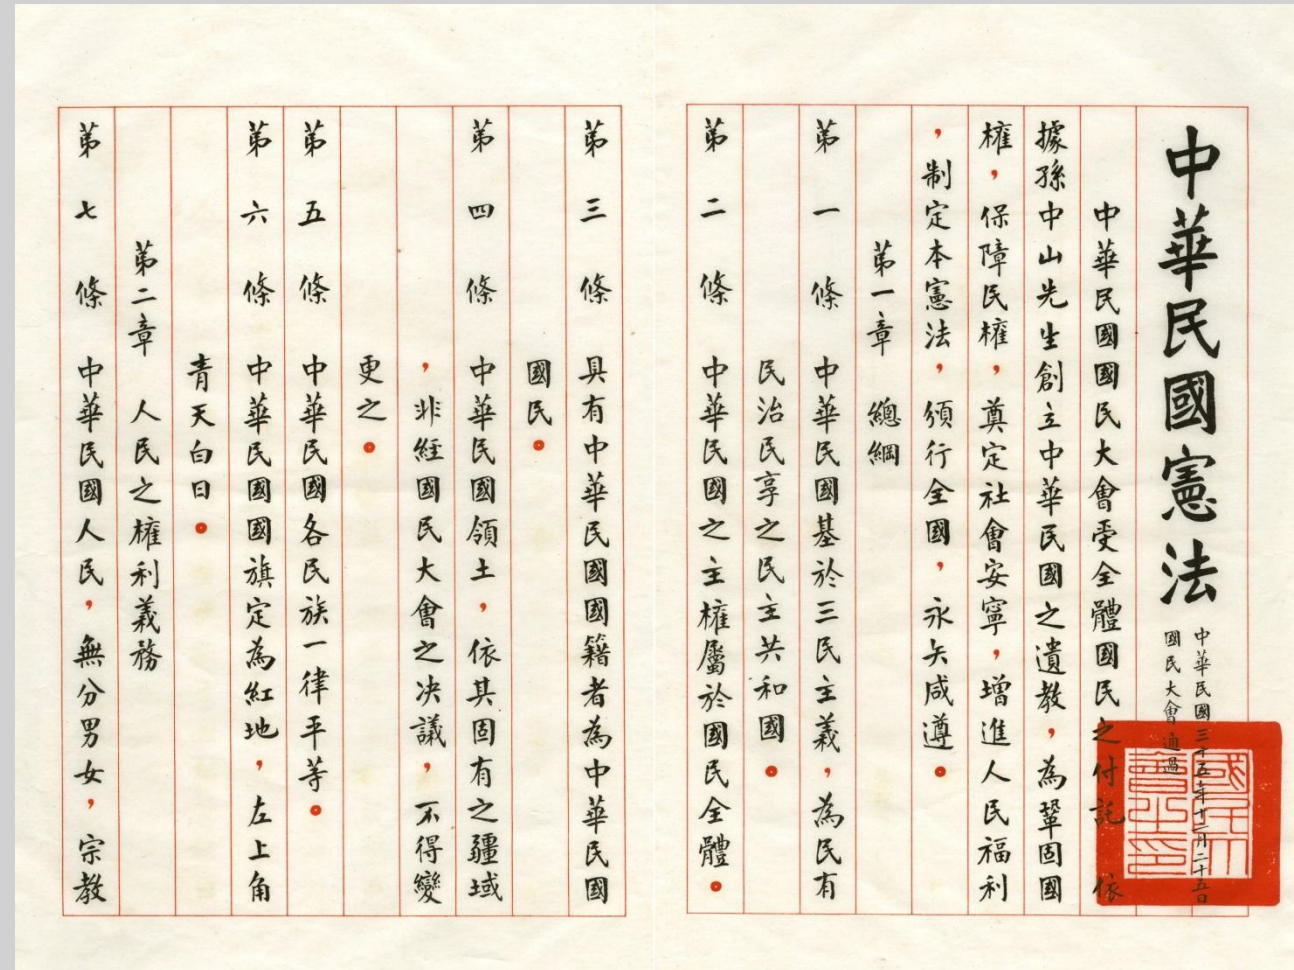 中華民國憲法
中華民國三十五年十二月二十五日
國民大會通過
中華民國國民大會受全體國民之付託 依
據孫中山先生創立中華民國之遺教，為鞏固國
權，保障民權，奠定社會安寧，增進人民福利
，制定本憲法，頒行全國，永矢咸遵。
第一章 總綱
第一條 中華民國基於三民主義，為民有
民治民享之民主共和國。
第二條 中華民國之主權屬於國民全體。
第三條 具有中華民國國籍者為中華民國
國民。
第四條 中華民國領土，依其固有之疆域
，非經國民大會之決議，不得變
更之。
第五條 中華民國各民族一律平等。
第六條 中華民國國旗定為紅地，左上角
青天白日。
第二章 人民之權利義務
第七條 中華民國人民，無分男女，宗教
國民大
會之印